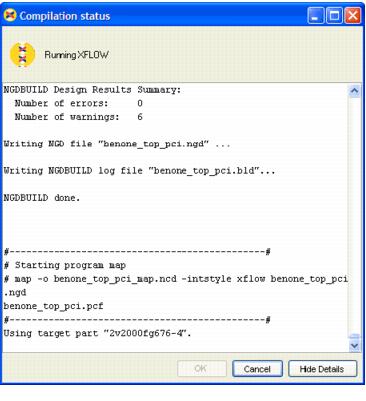 Compilation status
Running XFLOW
NGDBUILD Design Results Summary:
Number of errors: 0
Number of warnings: 6
Writing NGD file "benone_top_pci.ngd" ...
Writing NGDBUILD log file "benone_top_pci.bld"...
NGDBUILD done.
#----------------------------------------------#
# Starting program map
# map -o benone_top_pci_map.ncd -intstyle xflow benone_top_pci
.ngd
benone_top_pci.pcf
#----------------------------------------------#
Using target part "2v2000fg676-4".
OK Cancel Hide Details